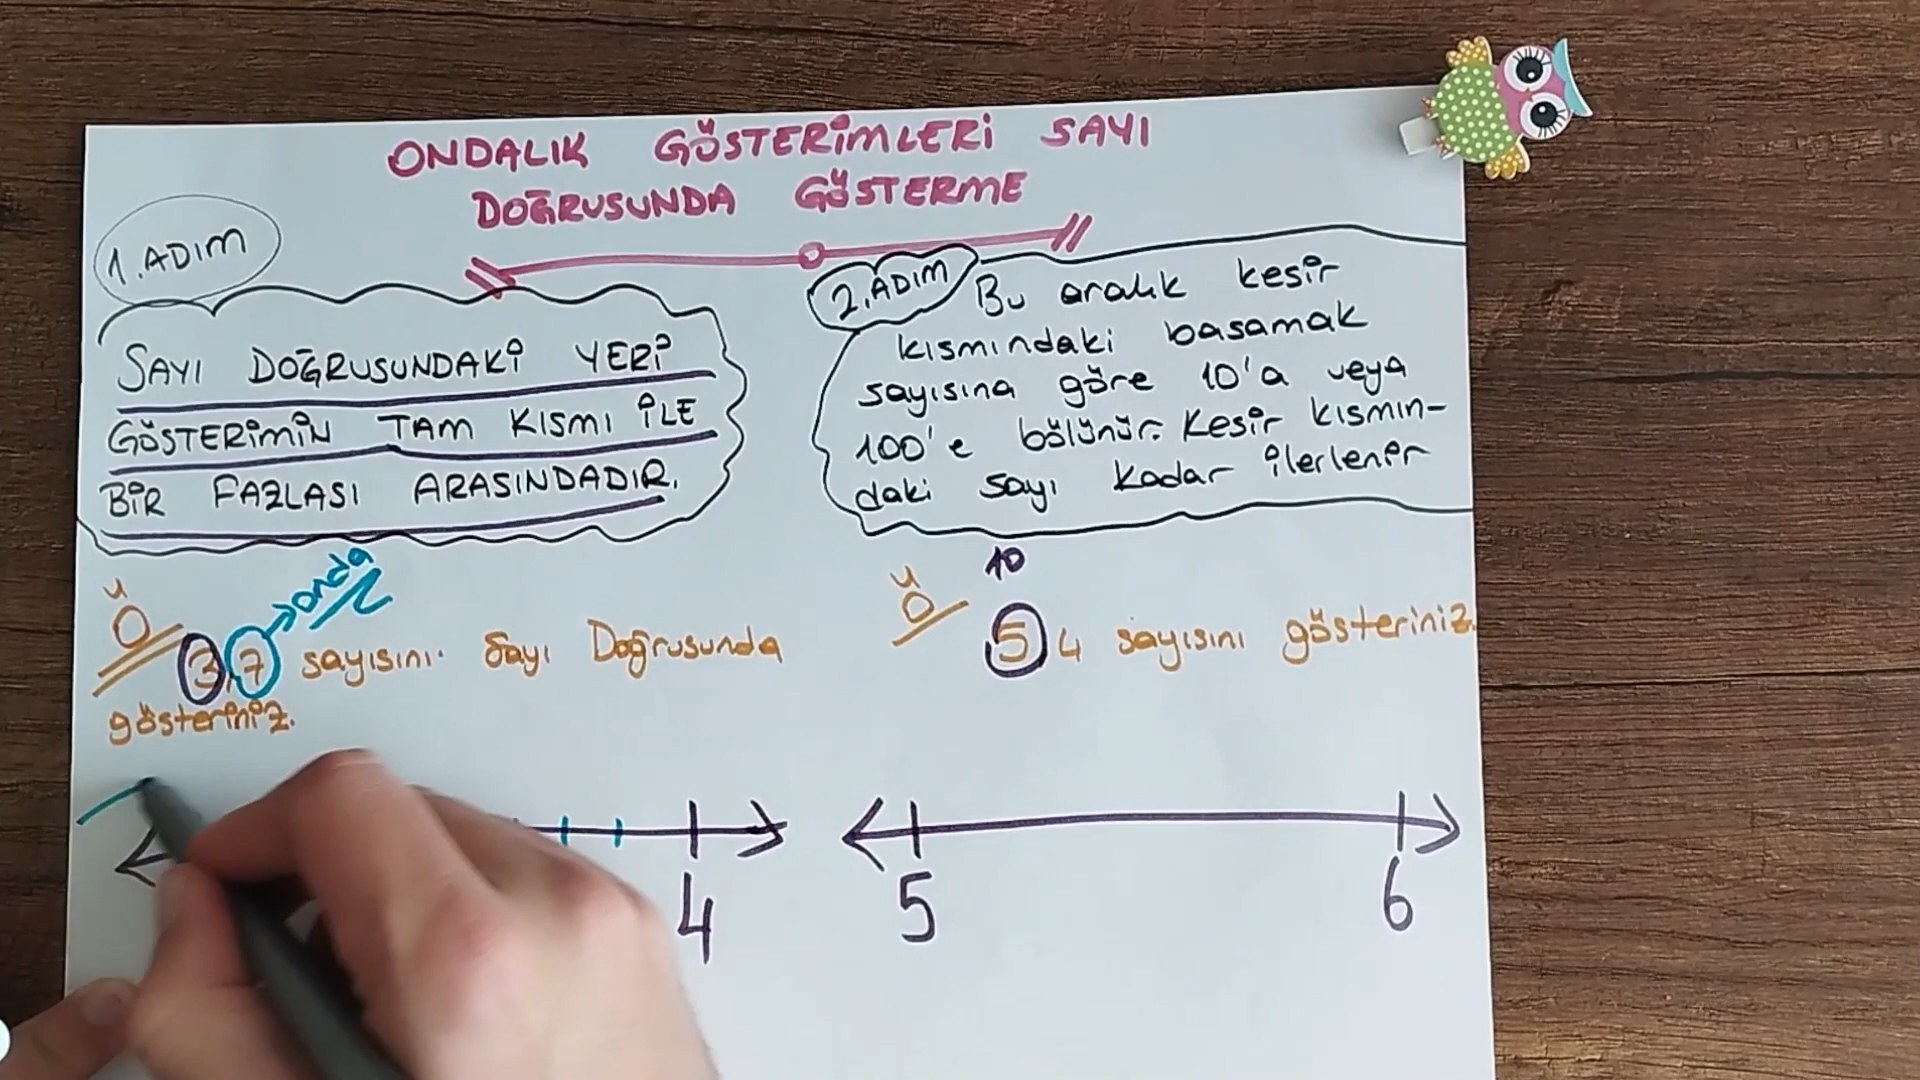 ONDALIK GÖSTERİMLERİ SAYI
DOĞRUSUNDA GÖSTERME
1.ADIM
SAYI DOĞRUSUNDAKİ YERİ
GÖSTERİMİN TAM KISMI İLE
BİR FAZLASI ARASINDADIR.
2.ADIM Bu aralık kesir
kısmındaki basamak
sayısına göre 10'a veya
100'e bölünür. Kesir kısmın-
daki sayı kadar ilerlenir
onda
Ö 3,7 sayısını Sayı Doğrusunda
gösteriniz.
4
10
Ö 5 4 sayısını gösteriniz.
5 6